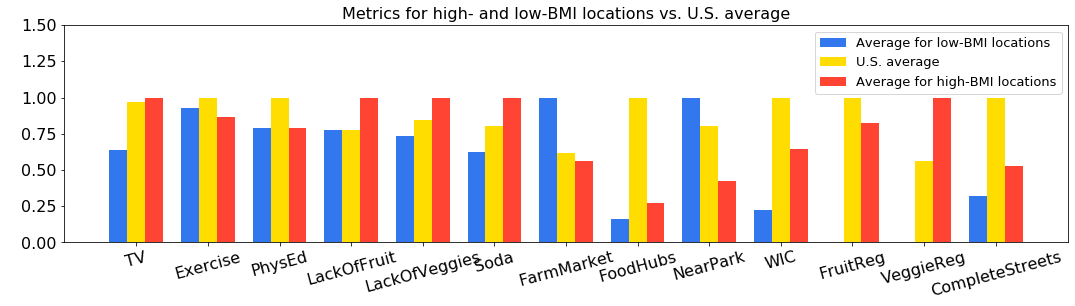 Metrics for high- and low-BMI locations vs. U.S. average
1.50
1.25
1.00
0.75
0.50
0.25
0.00
Average for low-BMI locations
U.S. average
Average for high-BMI locations
TV
Exercise
PhysEd
LackOfFruit
LackOfVeggies
Soda
FarmMarket
FoodHubs
NearPark
WIC
FruitReg
VeggieReg
CompleteStreets